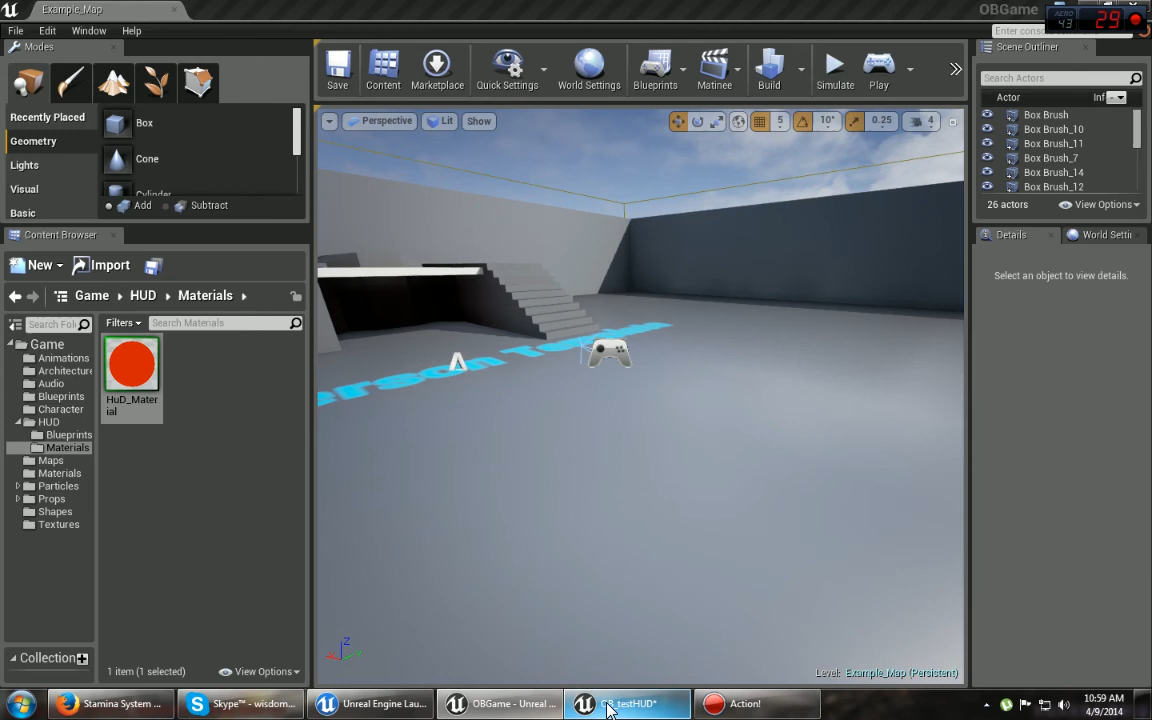 Example_Map
OBGame
AERO
43
29
File Edit Window Help
Modes
Scene Outliner
Search Actors
Recently Placed
Geometry
Lights
Visual
Basic
Box
Cone
Cylinder
Add Subtract
Save Content Marketplace Quick Settings World Settings Blueprints Matinee Build Simulate Play
Perspective Lit Show
5 10° 0.25 4
Actor
Box Brush
Box Brush_10
Box Brush_11
Box Brush_7
Box Brush_14
Box Brush_12
26 actors View Options
Content Browser
New Import
Game HUD Materials
Filters Search Materials
Game
Animations
Architecture
Audio
Blueprints
Character
HUD
Blueprints
Materials
Maps
Materials
Particles
Props
Shapes
Textures
HuD_Mater
ial
Collection
1 item (1 selected) View Options
Level: Example_Map (Persistent)
Details
Select an object to view details.
Stamina System ...
Skype™ - wisdom...
Unreal Engine Lau...
OBGame - Unreal ...
Action!
10:59 AM
4/9/2014